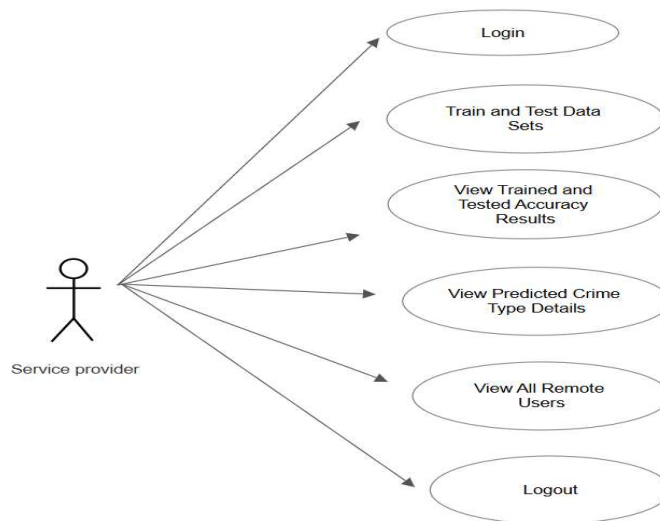 Login
Train and Test Data
Sets
View Trained and
Tested Accuracy
Results
View Predicted Crime
Type Details
Service provider
View All Remote
Users
Logout